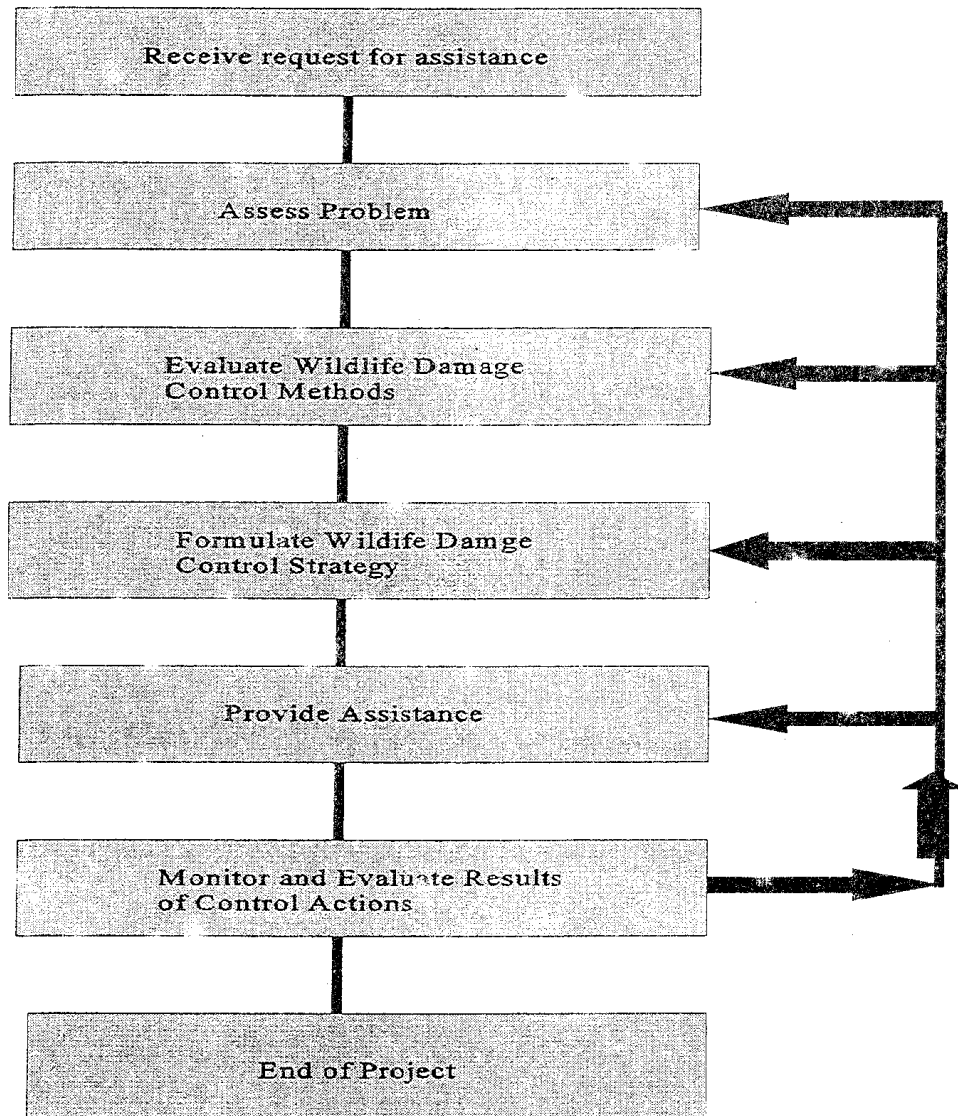 Receive request for assistance
Assess Problem
Evaluate Wildlife Damage
Control Methods
Formulate Wildife Damge
Control Strategy
Provide Assistance
Monitor and Evaluate Results
of Control Actions
End of Project